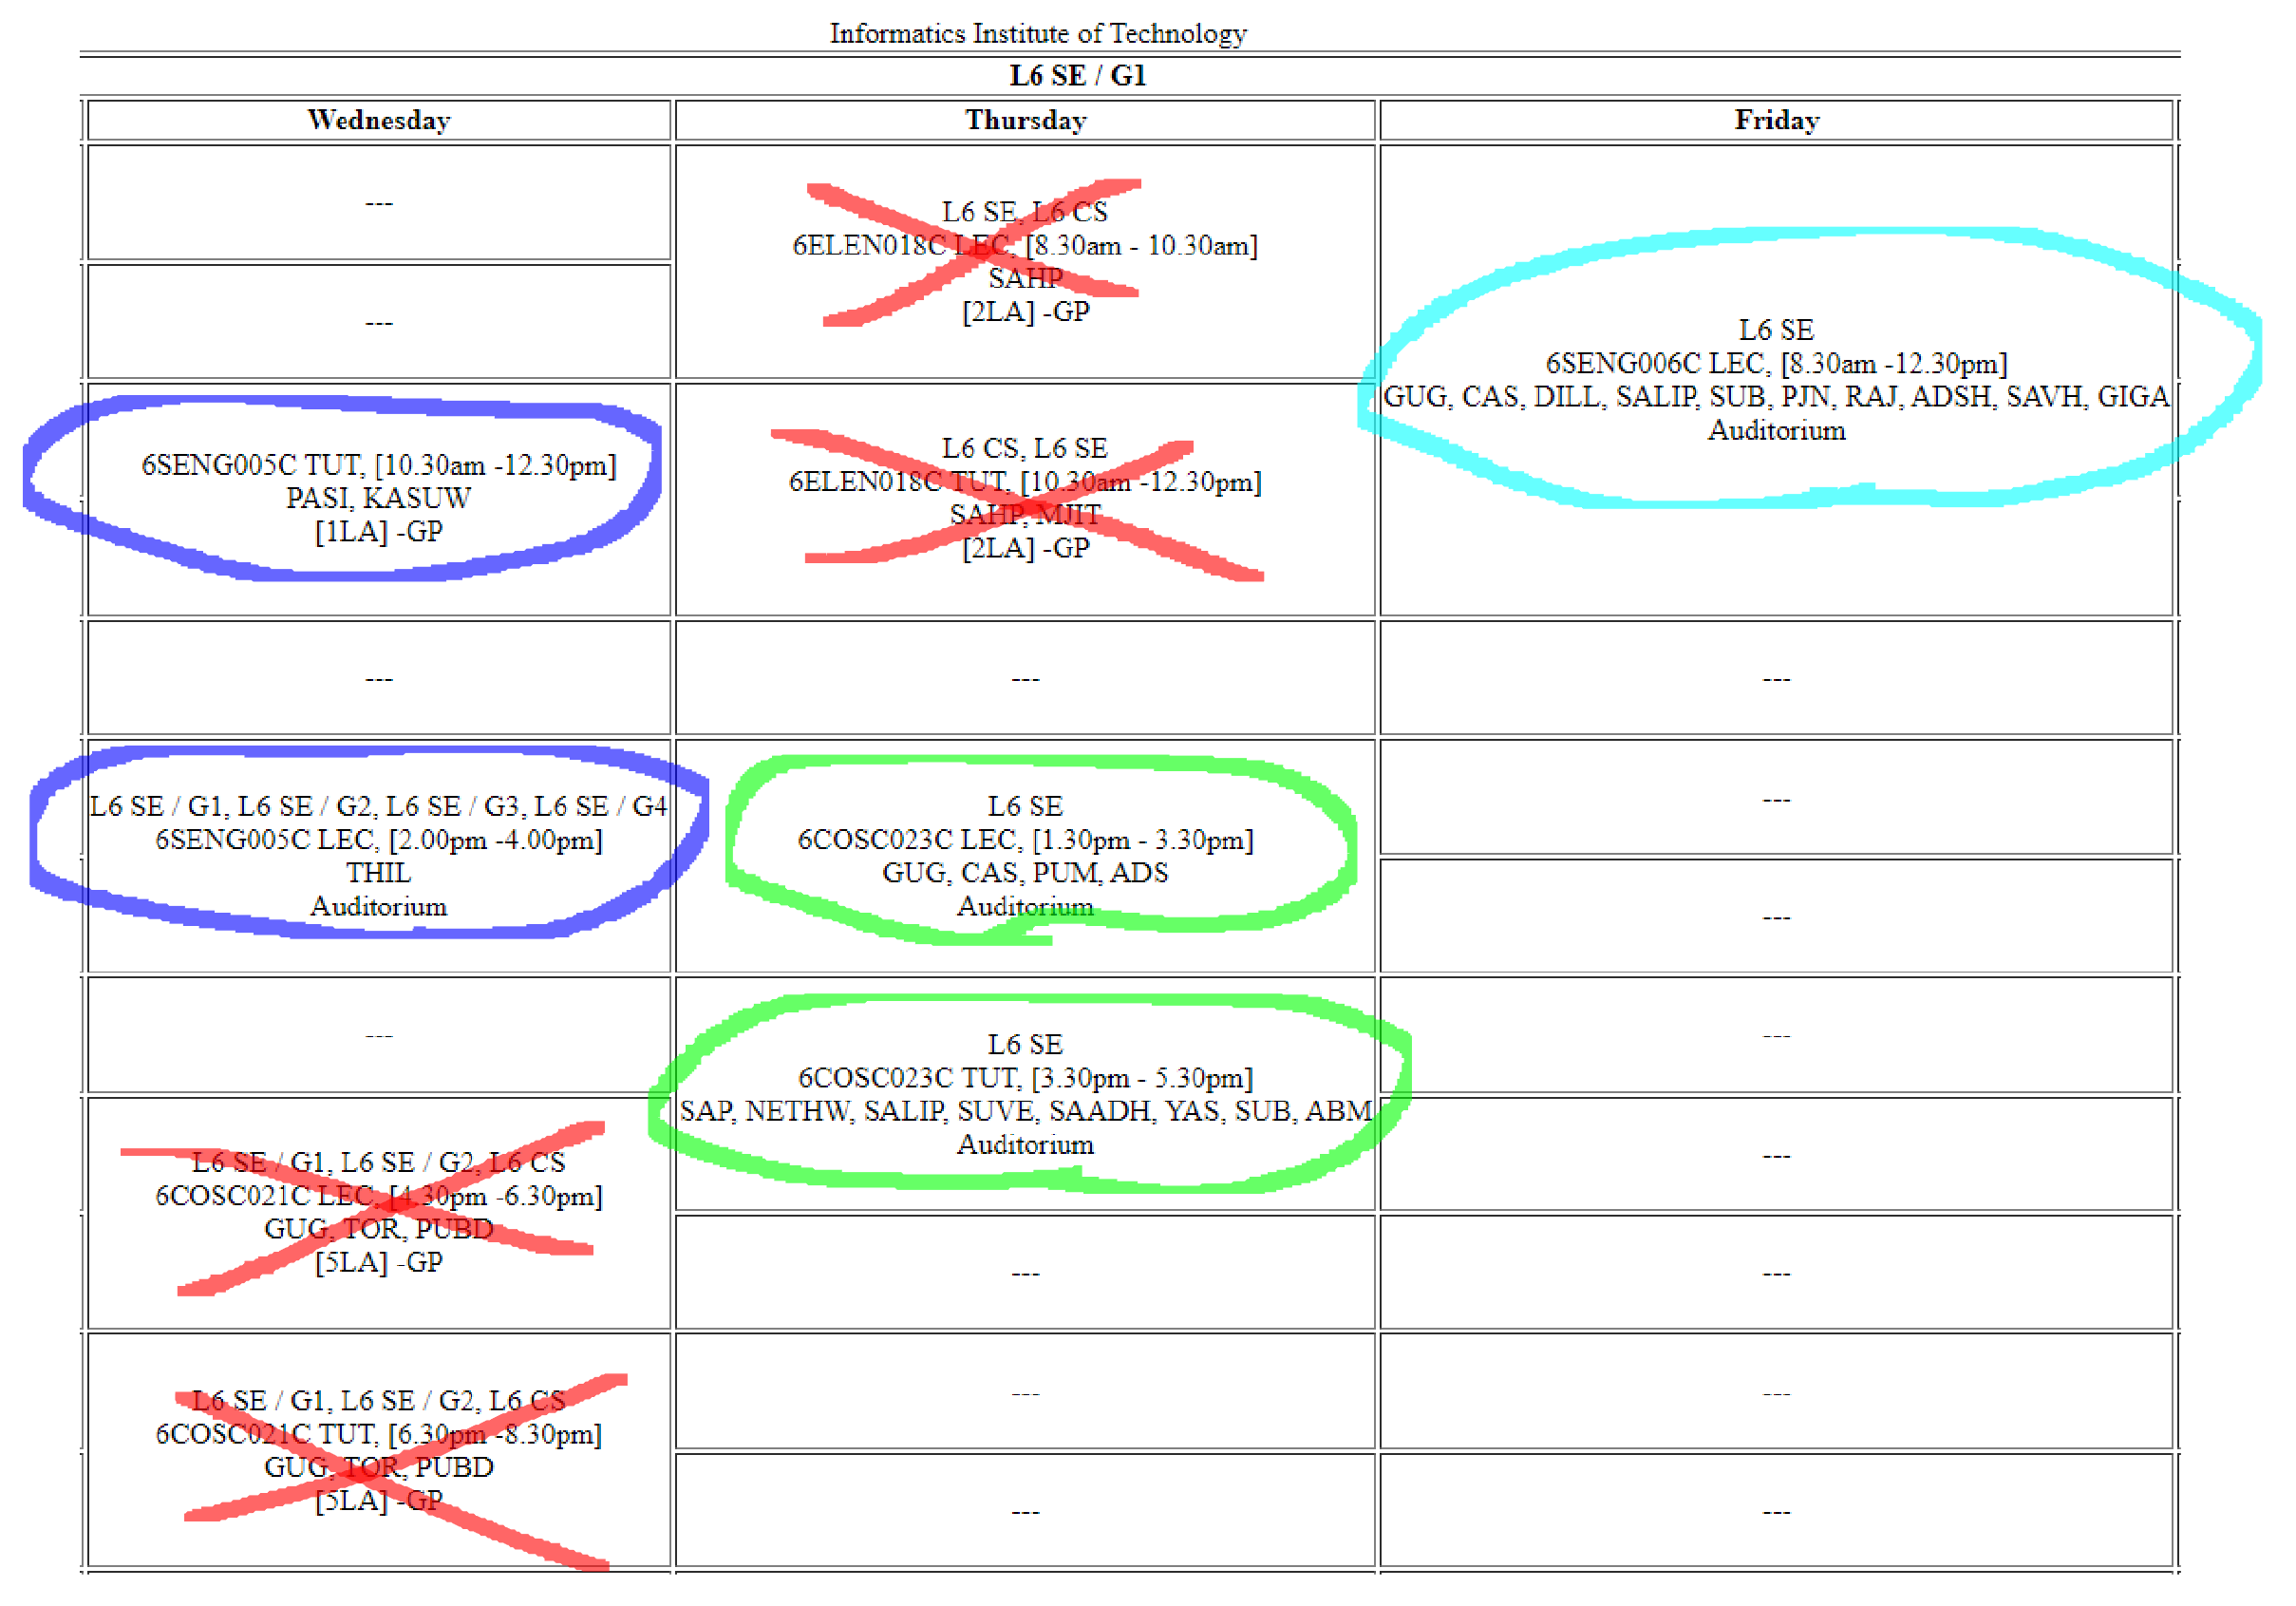 Informatics Institute of Technology
L6 SE / G1
Wednesday
Thursday
Friday
---
L6 SE, L6 CS
6ELEN018C LEC, [8.30am - 10.30am]
SAHP
[2LA] -GP
L6 SE
6SENG006C LEC, [8.30am -12.30pm]
GUG, CAS, DILL, SALIP, SUB, PJN, RAJ, ADSH, SAVH, GIGA
Auditorium
---
6SENG005C TUT, [10.30am -12.30pm]
PASI, KASUW
[1LA] -GP
L6 CS, L6 SE
6ELEN018C TUT, [10.30am -12.30pm]
SAHP, MJIT
[2LA] -GP
---
---
---
L6 SE / G1, L6 SE / G2, L6 SE / G3, L6 SE / G4
6SENG005C LEC, [2.00pm -4.00pm]
THIL
Auditorium
L6 SE
6COSC023C LEC, [1.30pm - 3.30pm]
GUG, CAS, PUM, ADS
Auditorium
---
---
---
L6 SE
6COSC023C TUT, [3.30pm - 5.30pm]
SAP, NETHW, SALIP, SUVE, SAADH, YAS, SUB, ABM
Auditorium
---
L6 SE / G1, L6 SE / G2, L6 CS
6COSC021C LEC, [4.30pm -6.30pm]
GUG, TOR, PUBD
[5LA] -GP
---
---
---
L6 SE / G1, L6 SE / G2, L6 CS
6COSC021C TUT, [6.30pm -8.30pm]
GUG, TOR, PUBD
[5LA] -GP
---
---
---
---